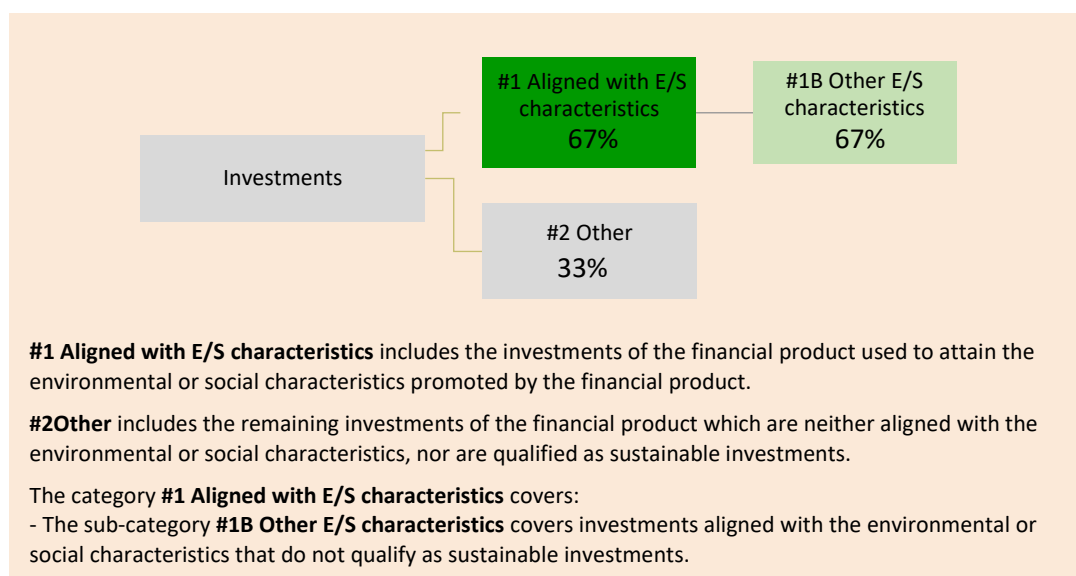 #1 Aligned with E/S
characteristics
67%
#1B Other E/S
characteristics
67%
Investments
#2 Other
33%
#1 Aligned with E/S characteristics includes the investments of the financial product used to attain the
environmental or social characteristics promoted by the financial product.
#2Other includes the remaining investments of the financial product which are neither aligned with the
environmental or social characteristics, nor are qualified as sustainable investments.
The category #1 Aligned with E/S characteristics covers:
- The sub-category #1B Other E/S characteristics covers investments aligned with the environmental or
social characteristics that do not qualify as sustainable investments.